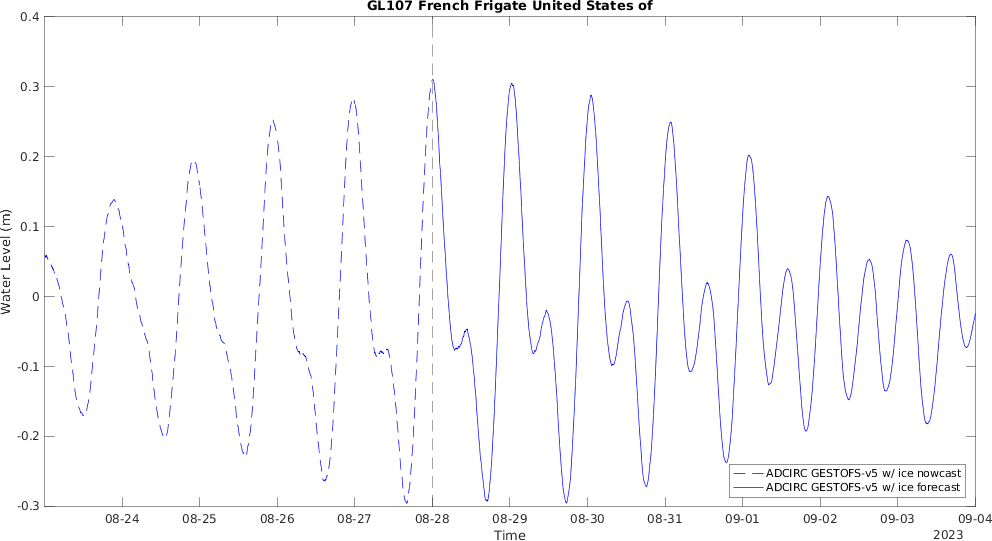 GL107 French Frigate United States of
Water Level (m)
0.4
0.3
0.2
0.1
0
-0.1
-0.2
-0.3
ADCIRC GESTOFS-v5 w/ ice nowcast
ADCIRC GESTOFS-v5 w/ ice forecast
08-24 08-25 08-26 08-27 08-28 08-29 08-30 08-31 09-01 09-02 09-03 09-04
Time
2023